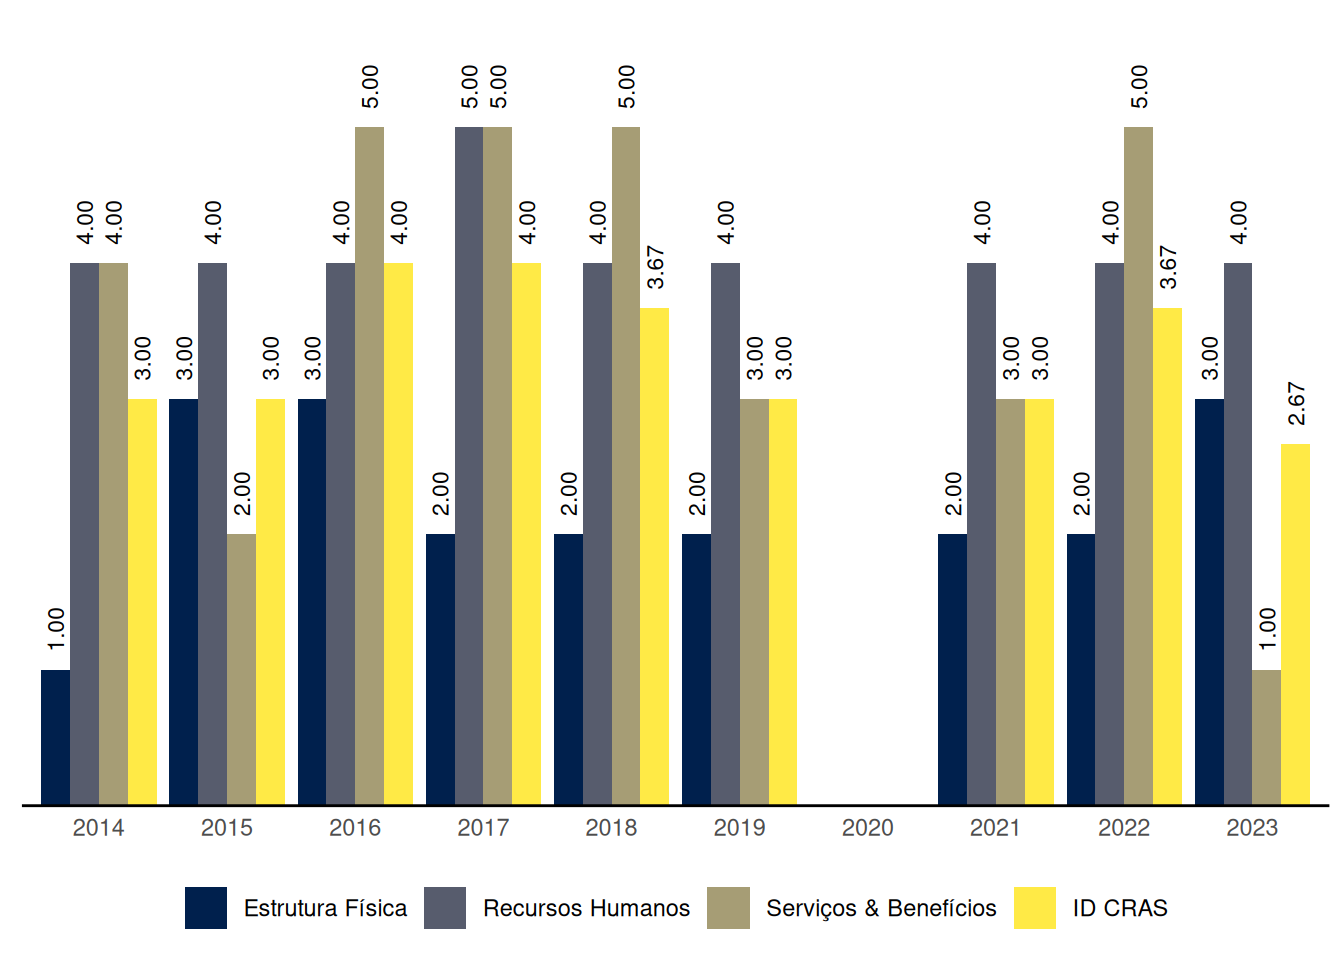 5.00 5.00 5.00 5.00 5.00
4.00 4.00 4.00 4.00 4.00 4.00 4.00 4.00 4.00 4.00 4.00
3.67 3.67
3.00 3.00 3.00 3.00 3.00 3.00 3.00 3.00 3.00
2.67
2.00 2.00 2.00 2.00 2.00 2.00
1.00 1.00
2014 2015 2016 2017 2018 2019 2020 2021 2022 2023
Estrutura Física Recursos Humanos Serviços & Benefícios ID CRAS